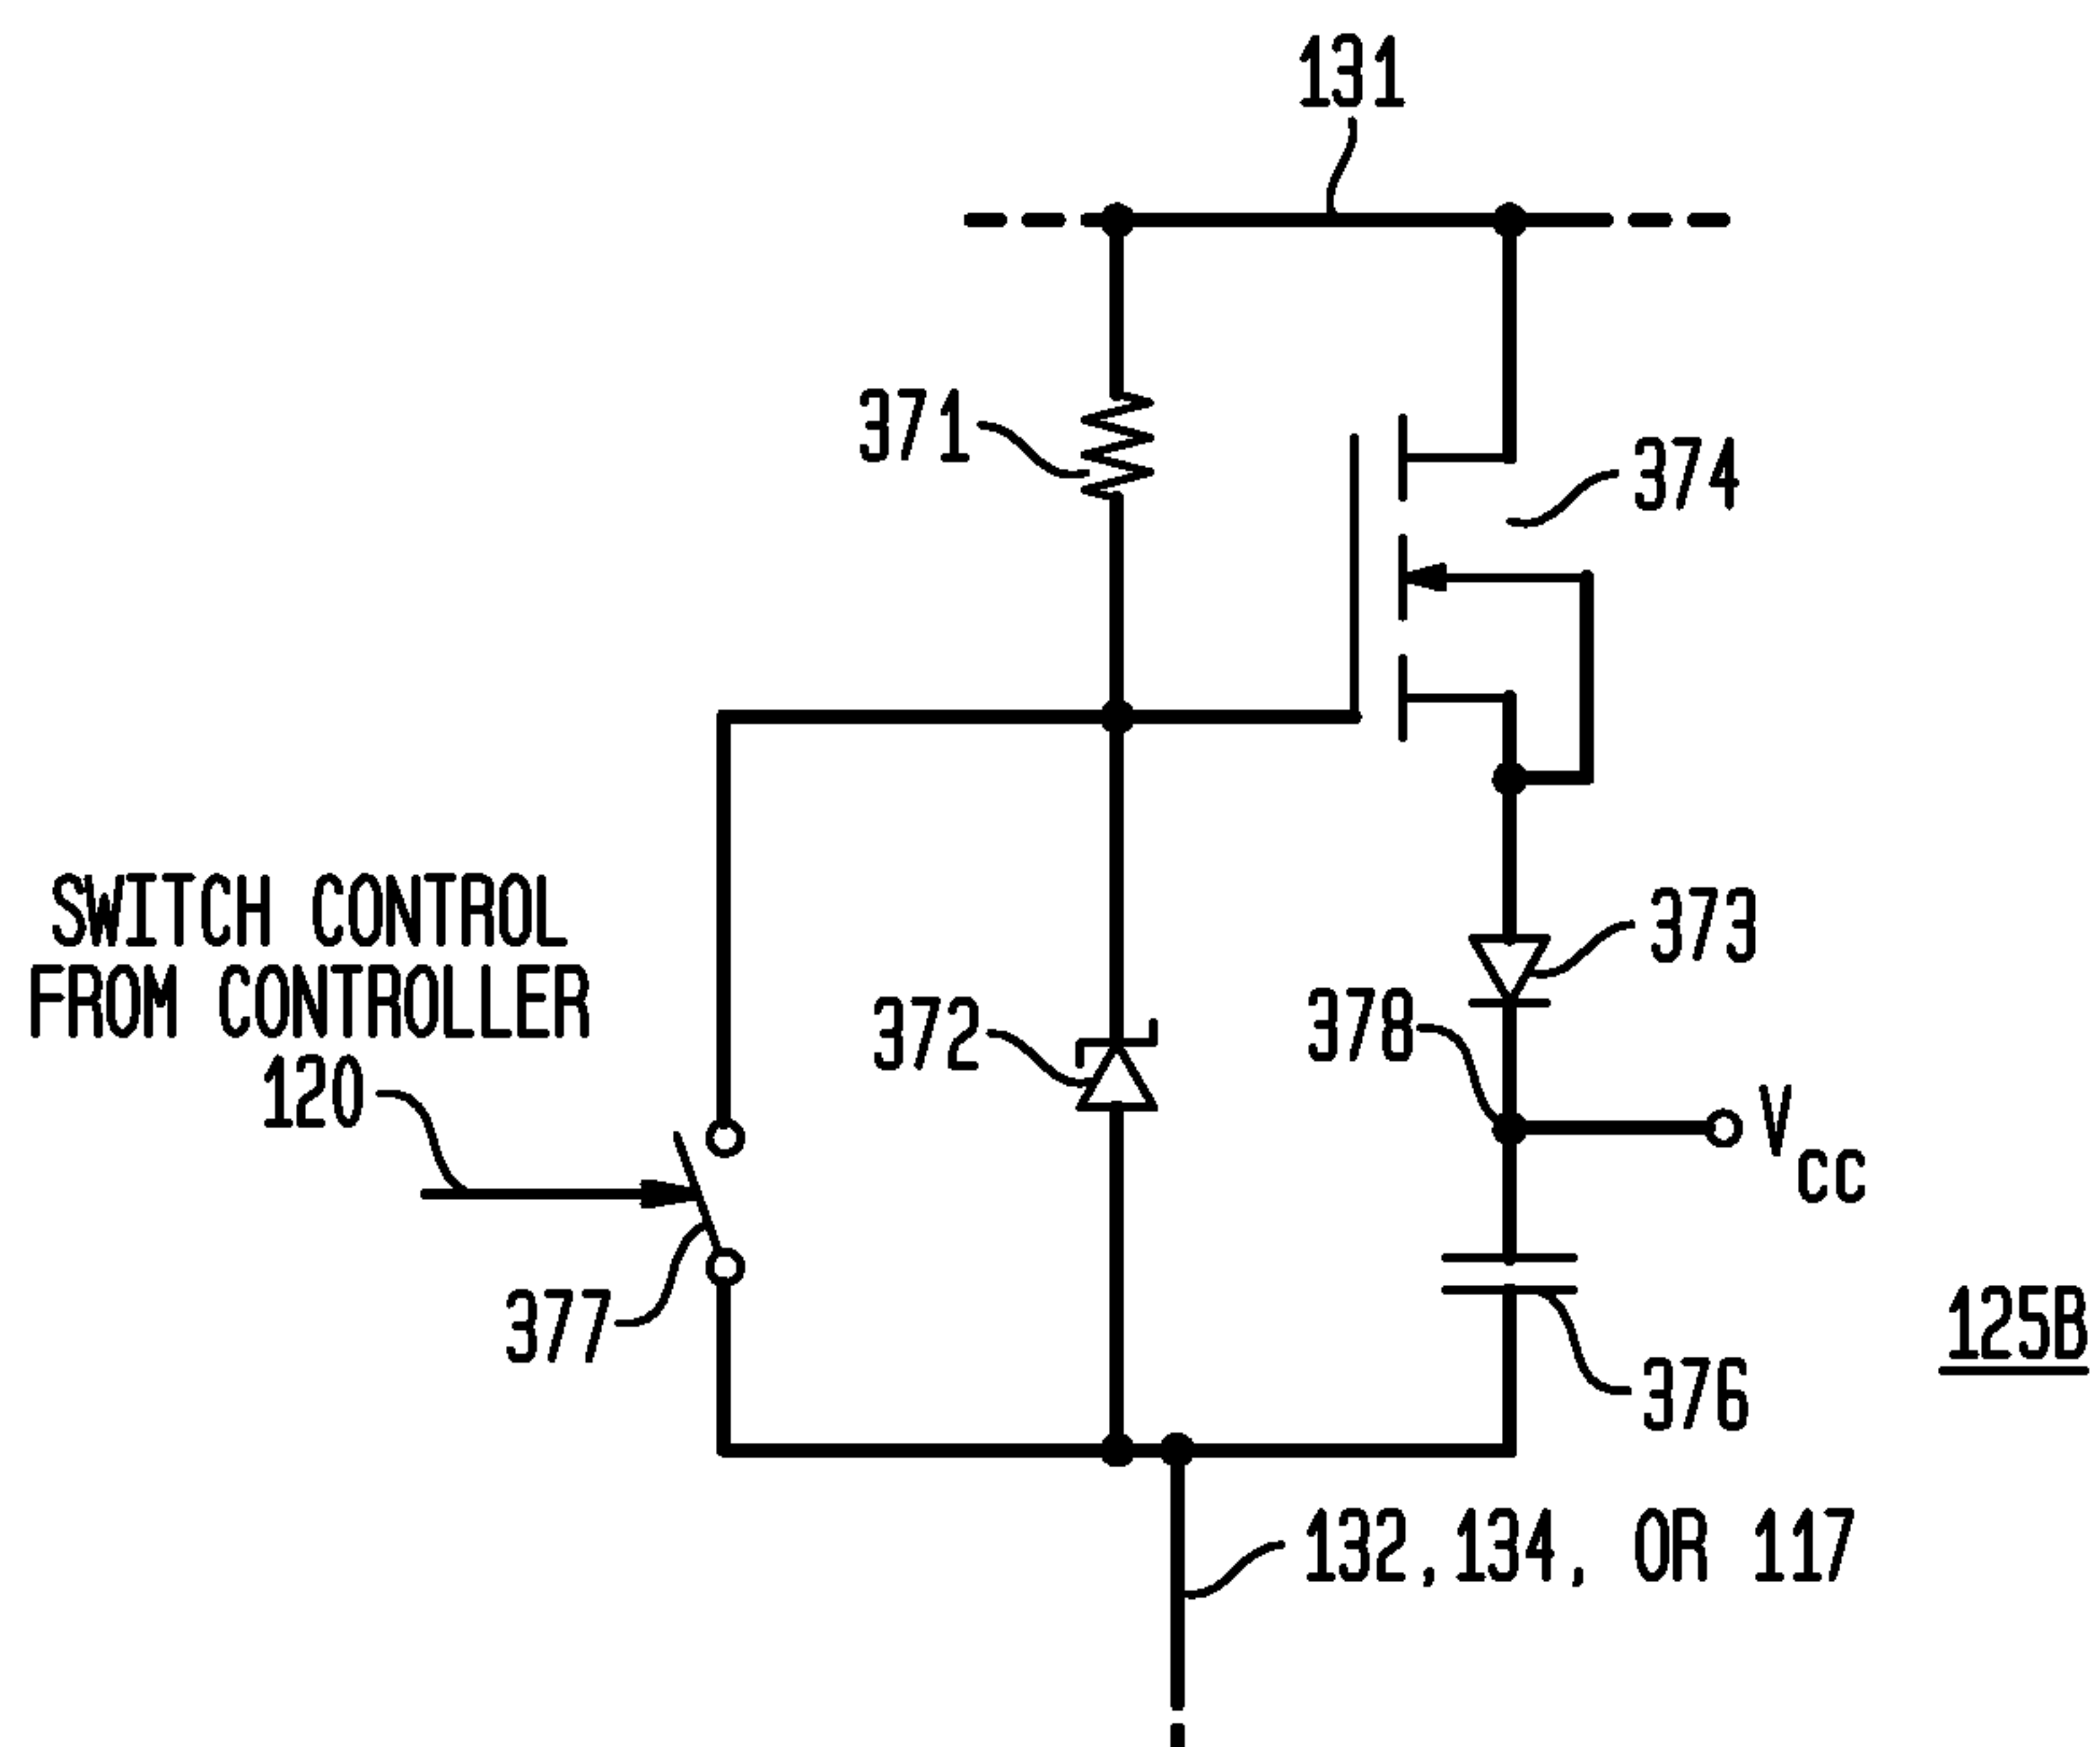 131
371
374
SWITCH CONTROL
FROM CONTROLLER
120
372
373
378
VCC
377
376
125B
132, 134, OR 117